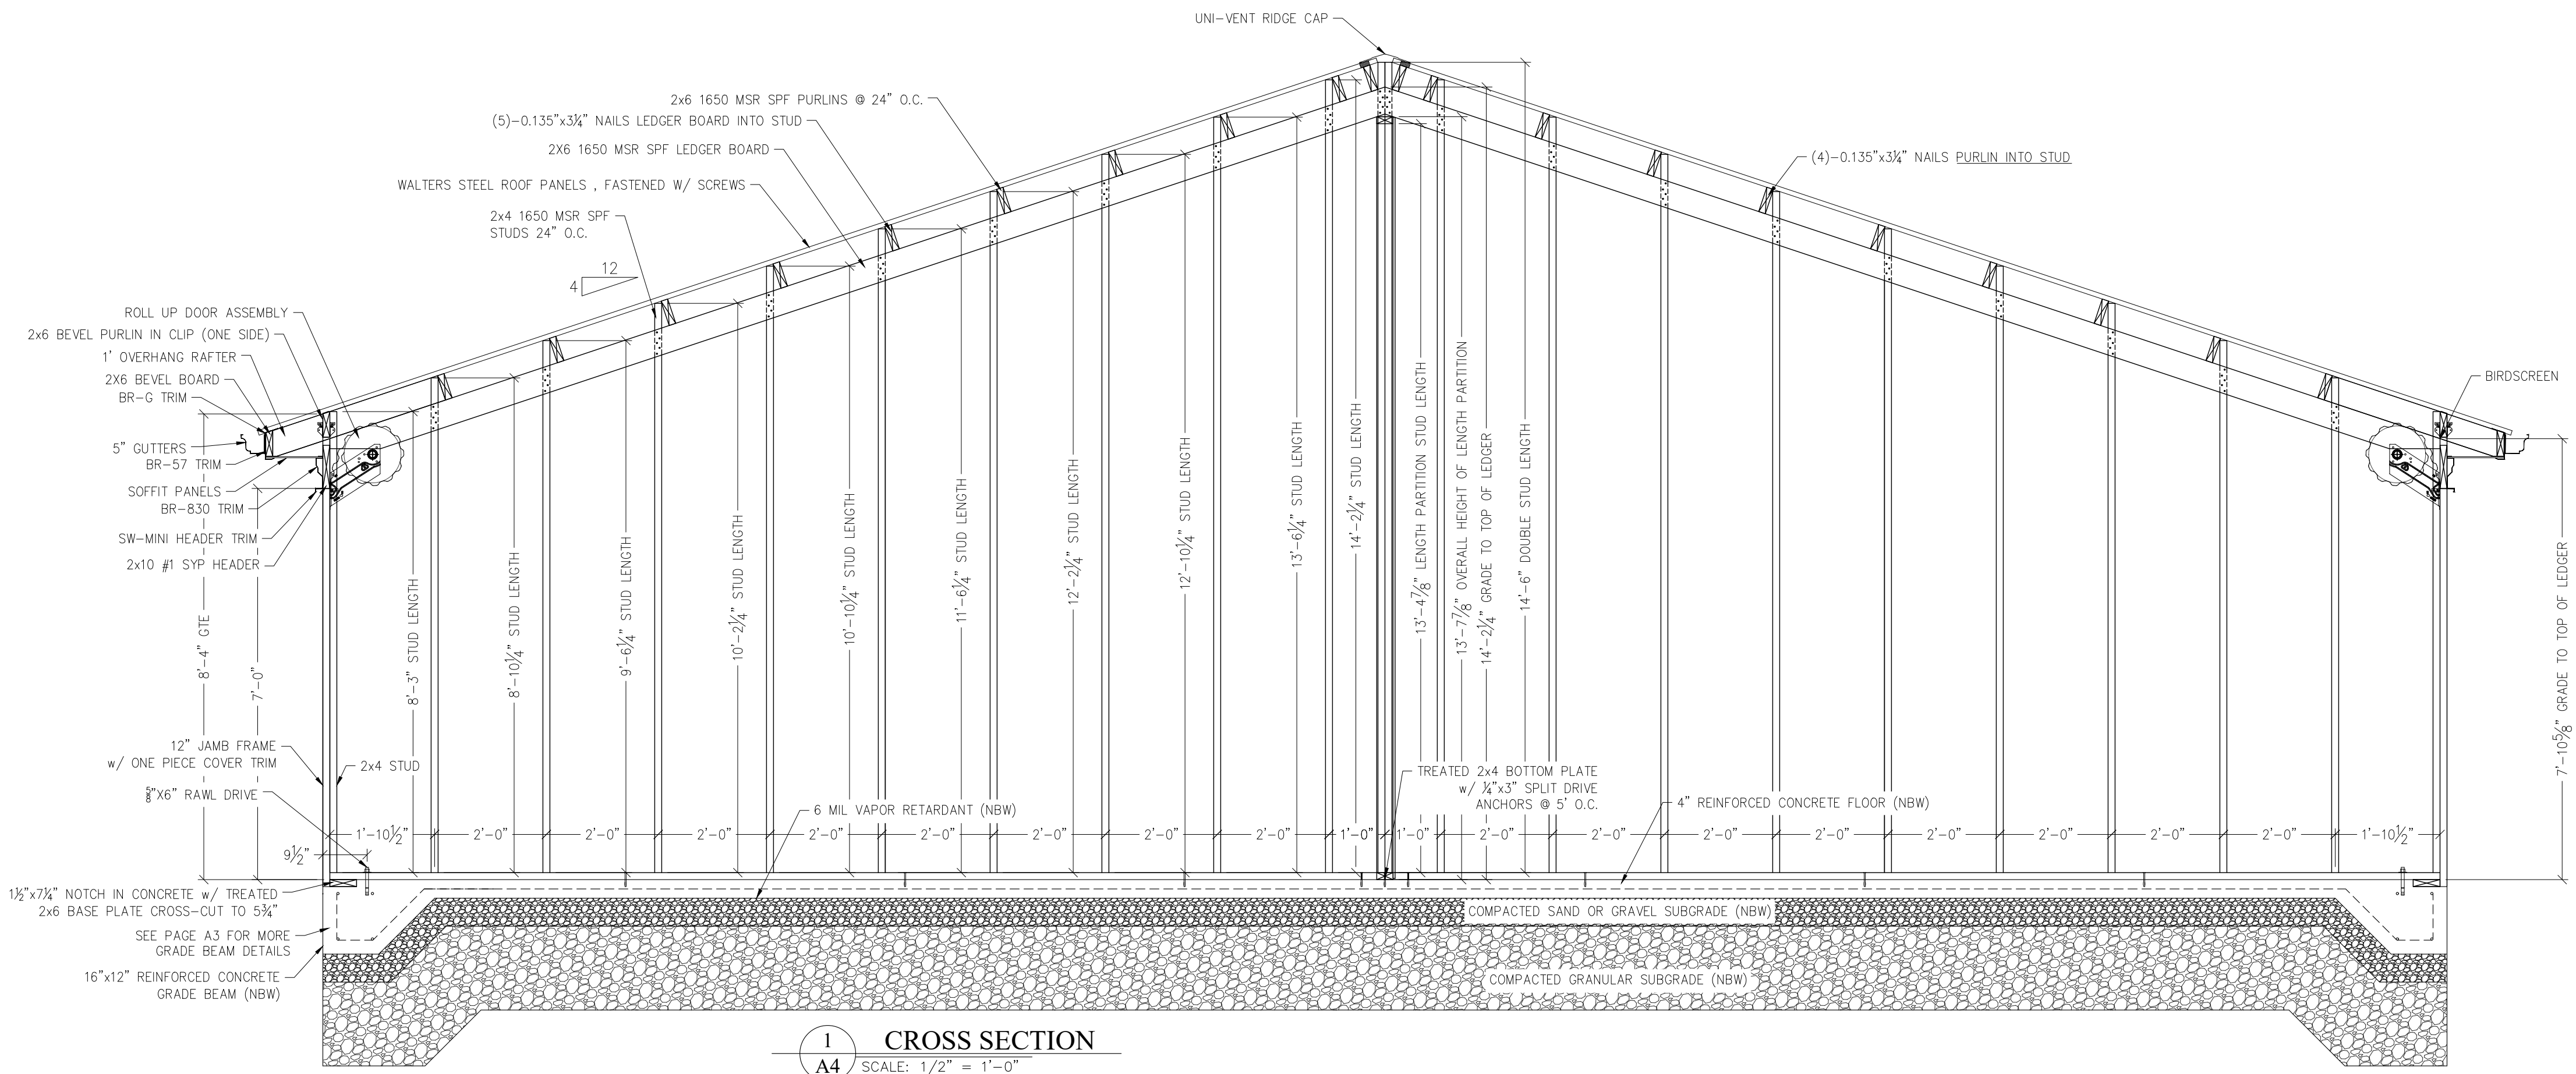 UNI-VENT RIDGE CAP
2x6 1650 MSR SPF PURLINS @ 24" O.C.
(5)-0.135"x3¼" NAILS LEDGER BOARD INTO STUD
2X6 1650 MSR SPF LEDGER BOARD
WALTERS STEEL ROOF PANELS , FASTENED W/ SCREWS
2x4 1650 MSR SPF
STUDS 24" O.C.
12
4
(4)-0.135"x3¼" NAILS PURLIN INTO STUD
ROLL UP DOOR ASSEMBLY
2x6 BEVEL PURLIN IN CLIP (ONE SIDE)
1' OVERHANG RAFTER
2X6 BEVEL BOARD
BR-G TRIM
5" GUTTERS
BR-57 TRIM
SOFFIT PANELS
BR-830 TRIM
SW-MINI HEADER TRIM
2x10 #1 SYP HEADER
BIRDSCREEN
8'-4" GTE
7'-0"
8'-3" STUD LENGTH
8'-10¼" STUD LENGTH
9'-6¼" STUD LENGTH
10'-2¼" STUD LENGTH
10'-10¼" STUD LENGTH
11'-6¼" STUD LENGTH
12'-2¼" STUD LENGTH
12'-10¼" STUD LENGTH
13'-6¼" STUD LENGTH
14'-2¼" STUD LENGTH
13'-4⅞" LENGTH PARTITION STUD LENGTH
13'-7⅞" OVERALL HEIGHT OF LENGTH PARTITION
14'-2¼" GRADE TO TOP OF LEDGER
14'-6" DOUBLE STUD LENGTH
7'-10⅝" GRADE TO TOP OF LEDGER
12" JAMB FRAME
w/ ONE PIECE COVER TRIM
2x4 STUD
⅝"X6" RAWL DRIVE
6 MIL VAPOR RETARDANT (NBW)
TREATED 2x4 BOTTOM PLATE
w/ ¼"x3" SPLIT DRIVE
ANCHORS @ 5' O.C.
4" REINFORCED CONCRETE FLOOR (NBW)
1'-10½" 2'-0" 2'-0" 2'-0" 2'-0" 2'-0" 2'-0" 2'-0" 2'-0" 1'-0" 1'-0" 2'-0" 2'-0" 2'-0" 2'-0" 2'-0" 2'-0" 2'-0" 2'-0" 1'-10½"
9½"
1½"x7¼" NOTCH IN CONCRETE w/ TREATED
2x6 BASE PLATE CROSS-CUT TO 5¾"
SEE PAGE A3 FOR MORE
GRADE BEAM DETAILS
16"x12" REINFORCED CONCRETE
GRADE BEAM (NBW)
COMPACTED SAND OR GRAVEL SUBGRADE (NBW)
COMPACTED GRANULAR SUBGRADE (NBW)
1
A4
CROSS SECTION
SCALE: 1/2" = 1'-0"